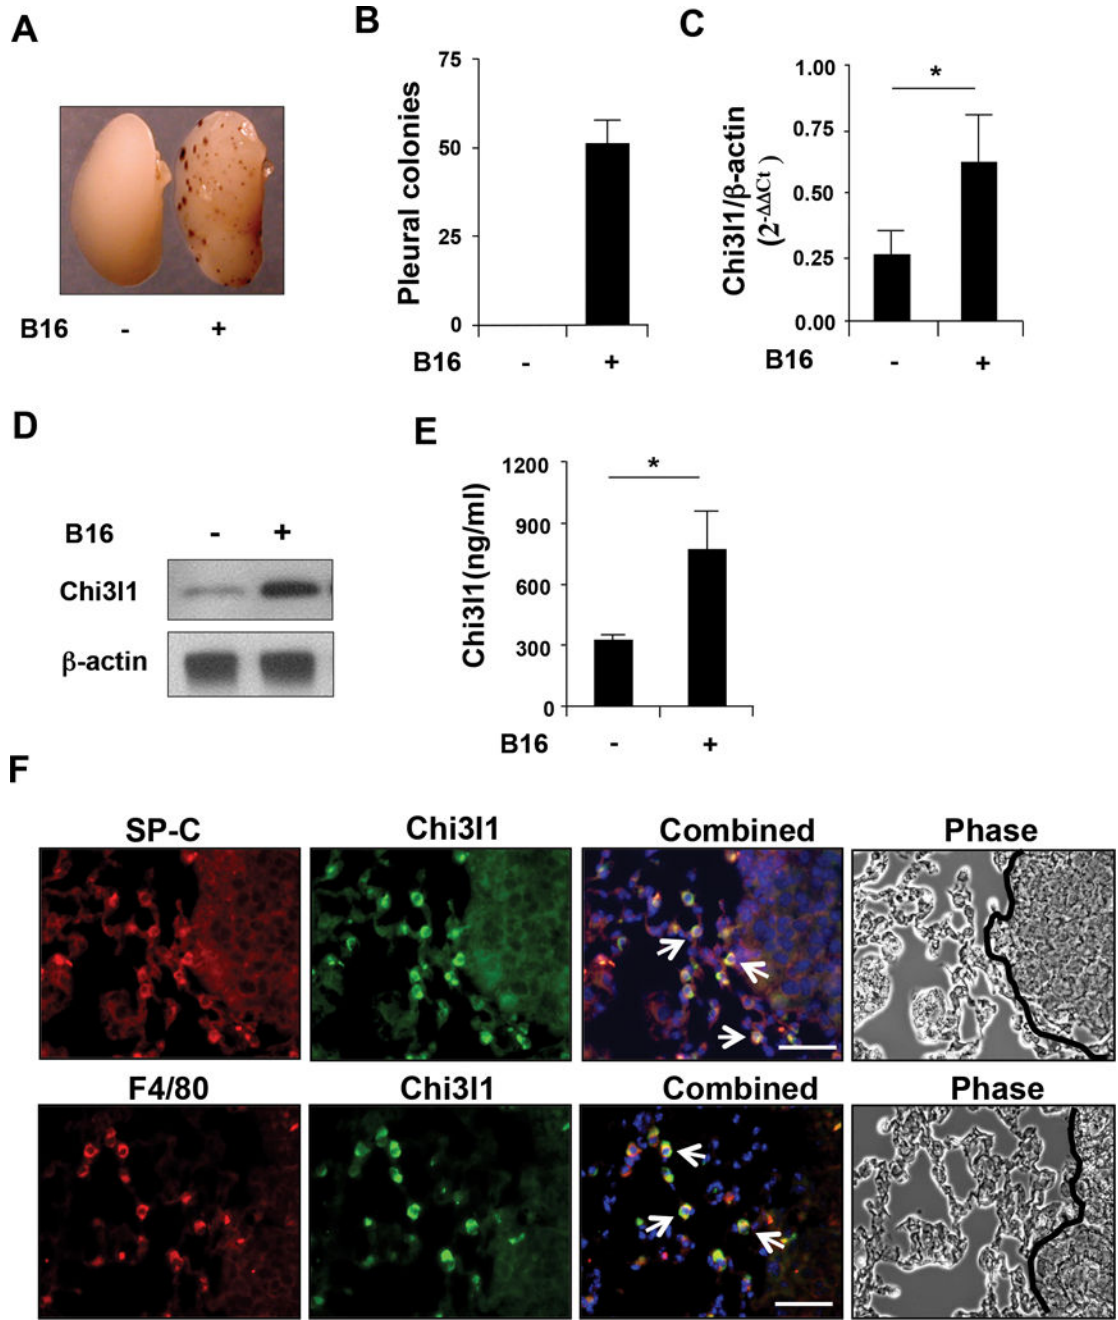 A
B16 - +
B
Pleural colonies
75
50
25
0
B16 - +
C
Chi3l1/β-actin
(2-ΔΔCt)
1.00
0.75
0.50
0.25
0.00
*
B16 - +
D
B16 - +
Chi3l1
β-actin
E
Chi3l1(ng/ml)
1200
900
600
300
0
*
B16 - +
F
SP-C Chi3l1 Combined Phase
F4/80 Chi3l1 Combined Phase